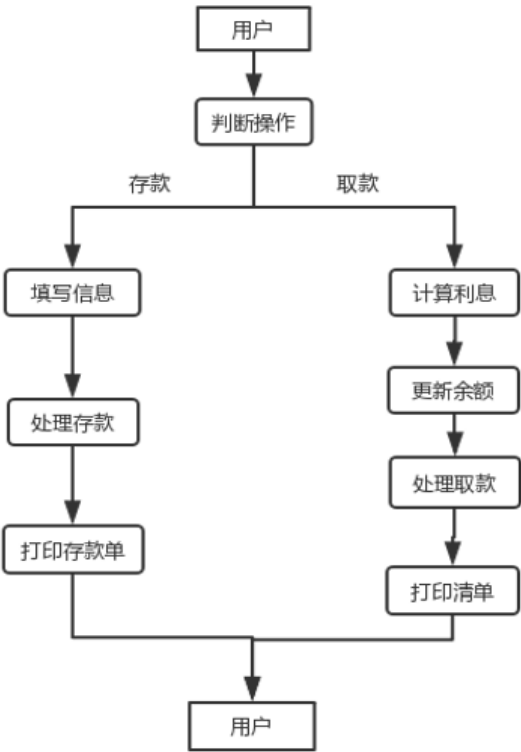 用户
判断操作
存款
取款
填写信息
计算利息
更新余额
处理存款
处理取款
打印存款单
打印清单
用户